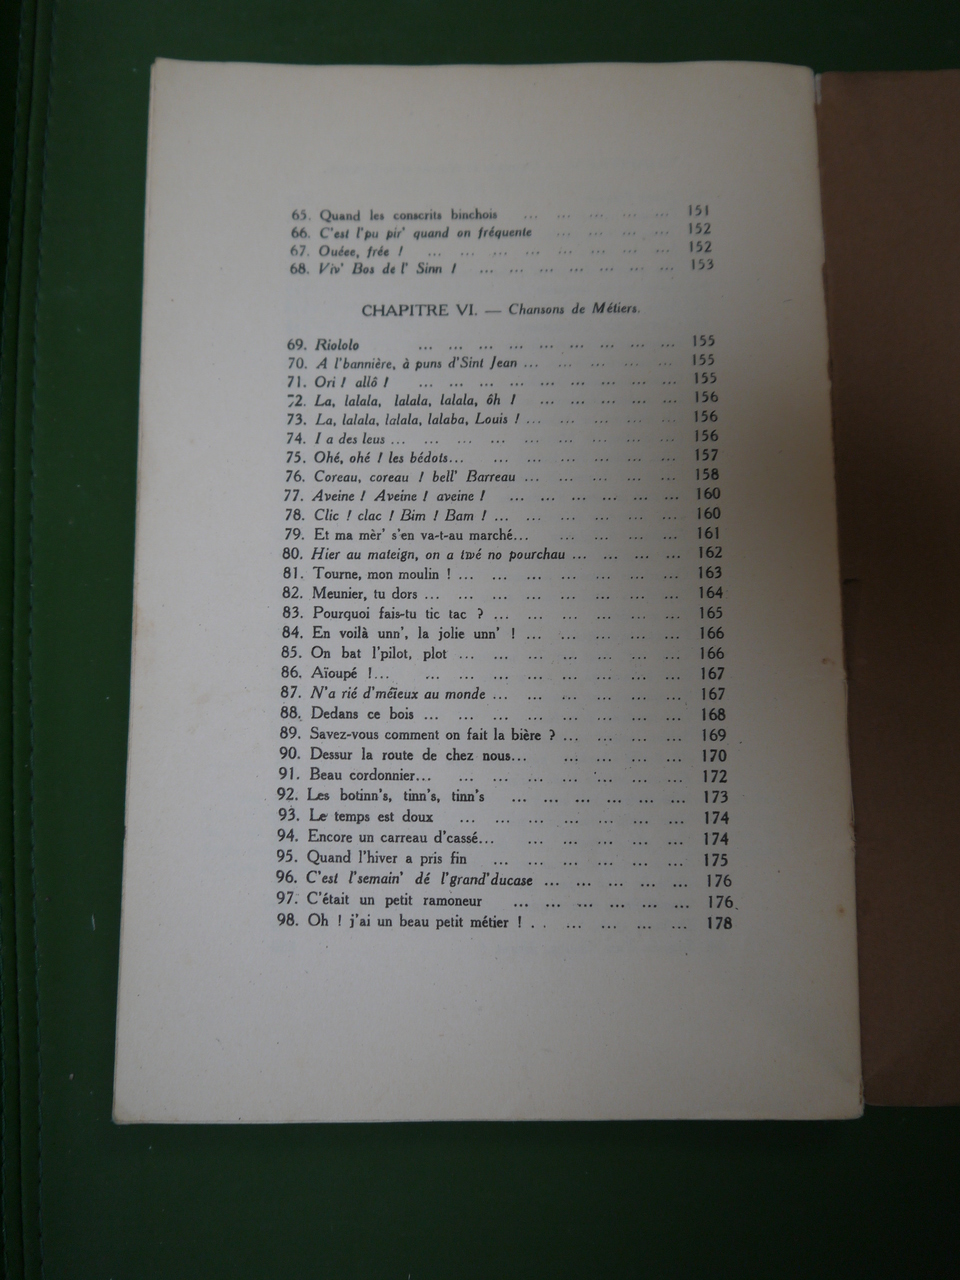 65. Quand les conscrits binchois ... ... ... ... ... 151
66. C'est l'pu pir' quand on fréquente ... ... ... ... 152
67. Ouéee, frée ! ... ... ... ... ... ... ... ... ... 152
68. Viv' Bos de l' Sinn ! ... ... ... ... ... ... ... 153
CHAPITRE VI. — Chansons de Métiers.
69. Riololo ... ... ... ... ... ... ... ... ... 155
70. A l'bannière, à puns d'Sint Jean ... ... ... ... ... 155
71. Ori ! allô ! ... ... ... ... ... ... ... ... ... 155
72. La, lalala, lalala, lalala, ôh ! ... ... ... ... ... 156
73. La, lalala, lalala, lalaba, Louis ! ... ... ... ... ... ... 156
74. I a des leus ... ... ... ... ... ... ... ... ... ... 156
75. Ohé, ohé ! les bédots... ... ... ... ... ... ... 157
76. Coreau, coreau ! bell' Barreau ... ... ... ... ... ... 158
77. Aveine ! Aveine ! aveine ! ... ... ... ... ... ... 160
78. Clic ! clac ! Bim ! Bam ! ... ... ... ... ... ... ... 160
79. Et ma mèr' s'en va-t-au marché... ... ... ... ... 161
80. Hier au mateign, on a twé no pourchau ... ... ... ... 162
81. Tourne, mon moulin ! ... ... ... ... ... ... ... ... 163
82. Meunier, tu dors ... ... ... ... ... ... ... ... ... 164
83. Pourquoi fais-tu tic tac ? ... ... ... ... ... ... ... 165
84. En voilà unn', la jolie unn' ! ... ... ... ... ... ... 166
85. On bat l'pilot, plot ... ... ... ... ... ... ... ... 166
86. Aïoupé !... ... ... ... ... ... ... ... ... ... 167
87. N'a rié d'méïeux au monde ... ... ... ... ... ... ... 167
88. Dedans ce bois ... ... ... ... ... ... ... ... ... 168
89. Savez-vous comment on fait la bière ? ... ... ... ... ... 169
90. Dessur la route de chez nous... ... ... ... ... 170
91. Beau cordonnier... ... ... ... ... ... ... ... ... 172
92. Les botinn's, tinn's, tinn's ... ... ... ... ... ... 173
93. Le temps est doux ... ... ... ... ... ... ... ... 174
94. Encore un carreau d'cassé... ... ... ... ... ... ... 174
95. Quand l'hiver a pris fin ... ... ... ... ... ... ... 175
96. C'est l'semain' dé l'grand'ducase ... ... ... ... ... 176
97. C'était un petit ramoneur ... ... ... ... ... ... 176
98. Oh ! j'ai un beau petit métier ! . . ... ... ... ... 178